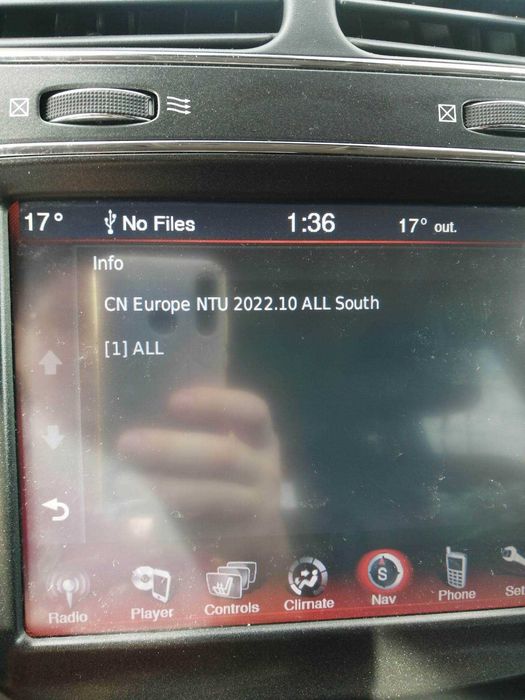 17° No Files 1:36 17° out.
Info
CN Europe NTU 2022.10 ALL South
[1] ALL
S
Radio Player Controls Climate Nav Phone Set